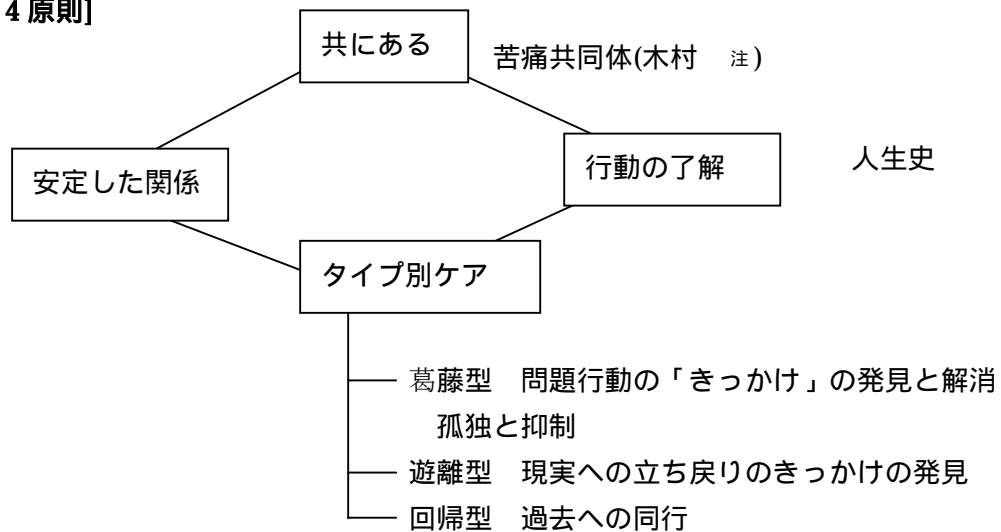 4 原則]
共にある
苦痛共同体(木村　注)
行動の了解
人生史
安定した関係
タイプ別ケア
葛藤型　問題行動の「きっかけ」の発見と解消
孤独と抑制
遊離型　現実への立ち戻りのきっかけの発見
回帰型　過去への同行